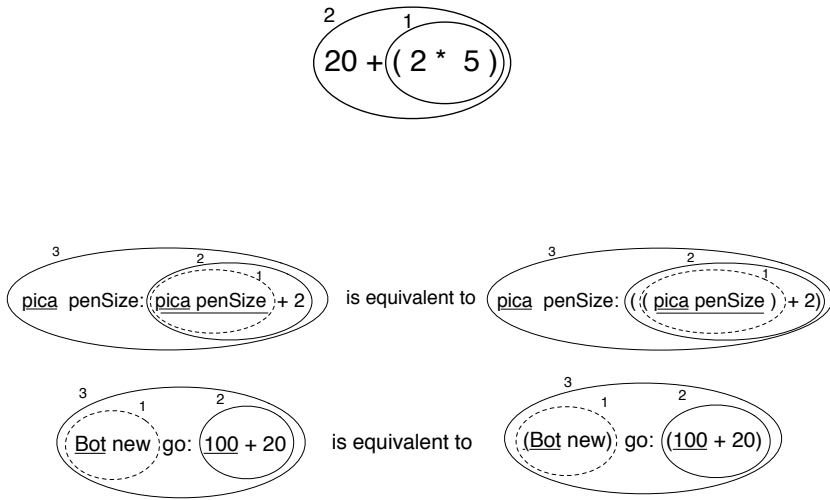 2
1
20 + ( 2 * 5 )
3
2
1
pica penSize: pica penSize + 2
is equivalent to
3
2
1
pica penSize: ( ( pica penSize ) + 2)
3
1
2
Bot new go: 100 + 20
is equivalent to
3
1
2
(Bot new) go: (100 + 20)